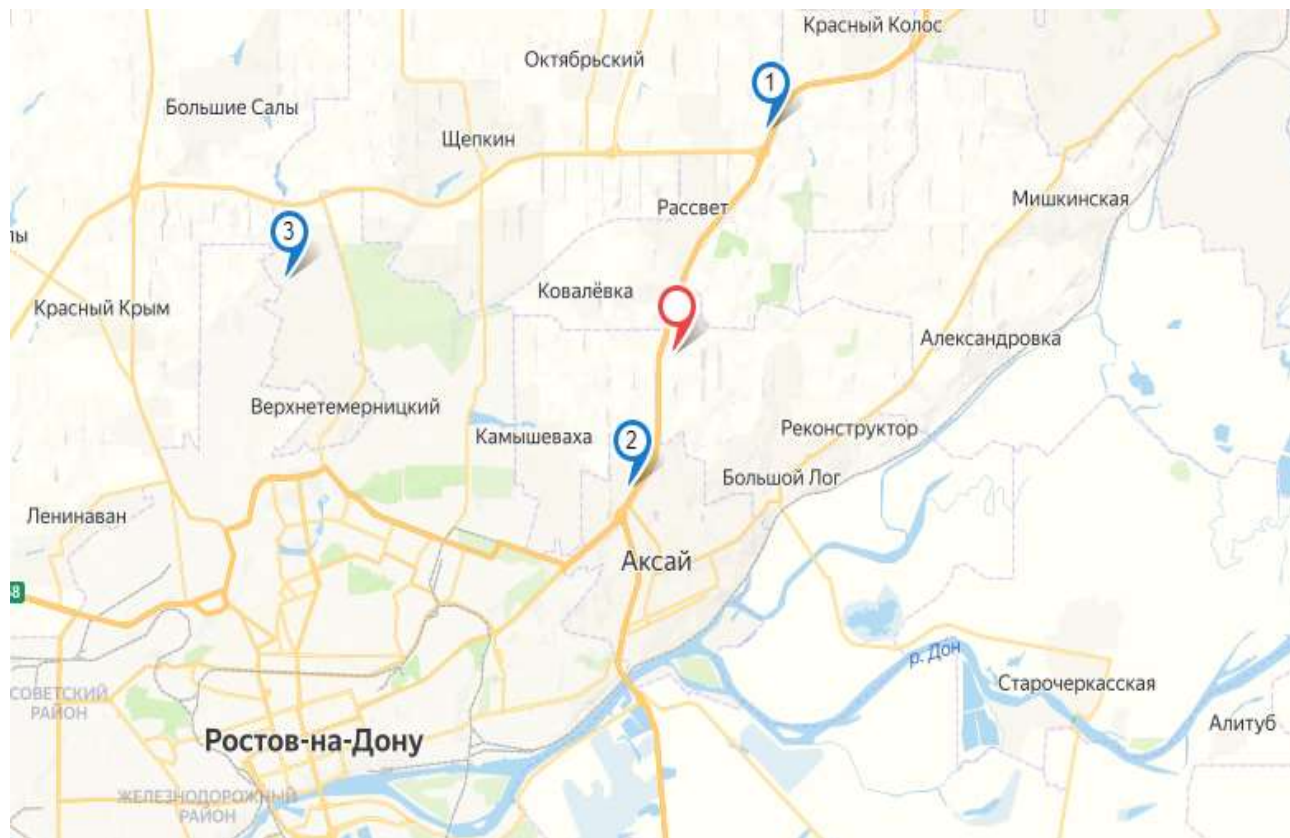 Красный Колос
Октябрьский
1
Большие Салы
Щепкин
Мишкинская
Рассвет
3
лы
Ковалёвка
Красный Крым
Александровка
Верхнетемерницкий
Камышеваха
2
Реконструктор
Большой Лог
Ленинаван
Аксай
8
р. Дон
СОВЕТСКИЙ
РАЙОН
Старочеркасская
Алитуб
Ростов-на-Дону
ЖЕЛЕЗНОДОРОЖНЫЙ
РАЙОН